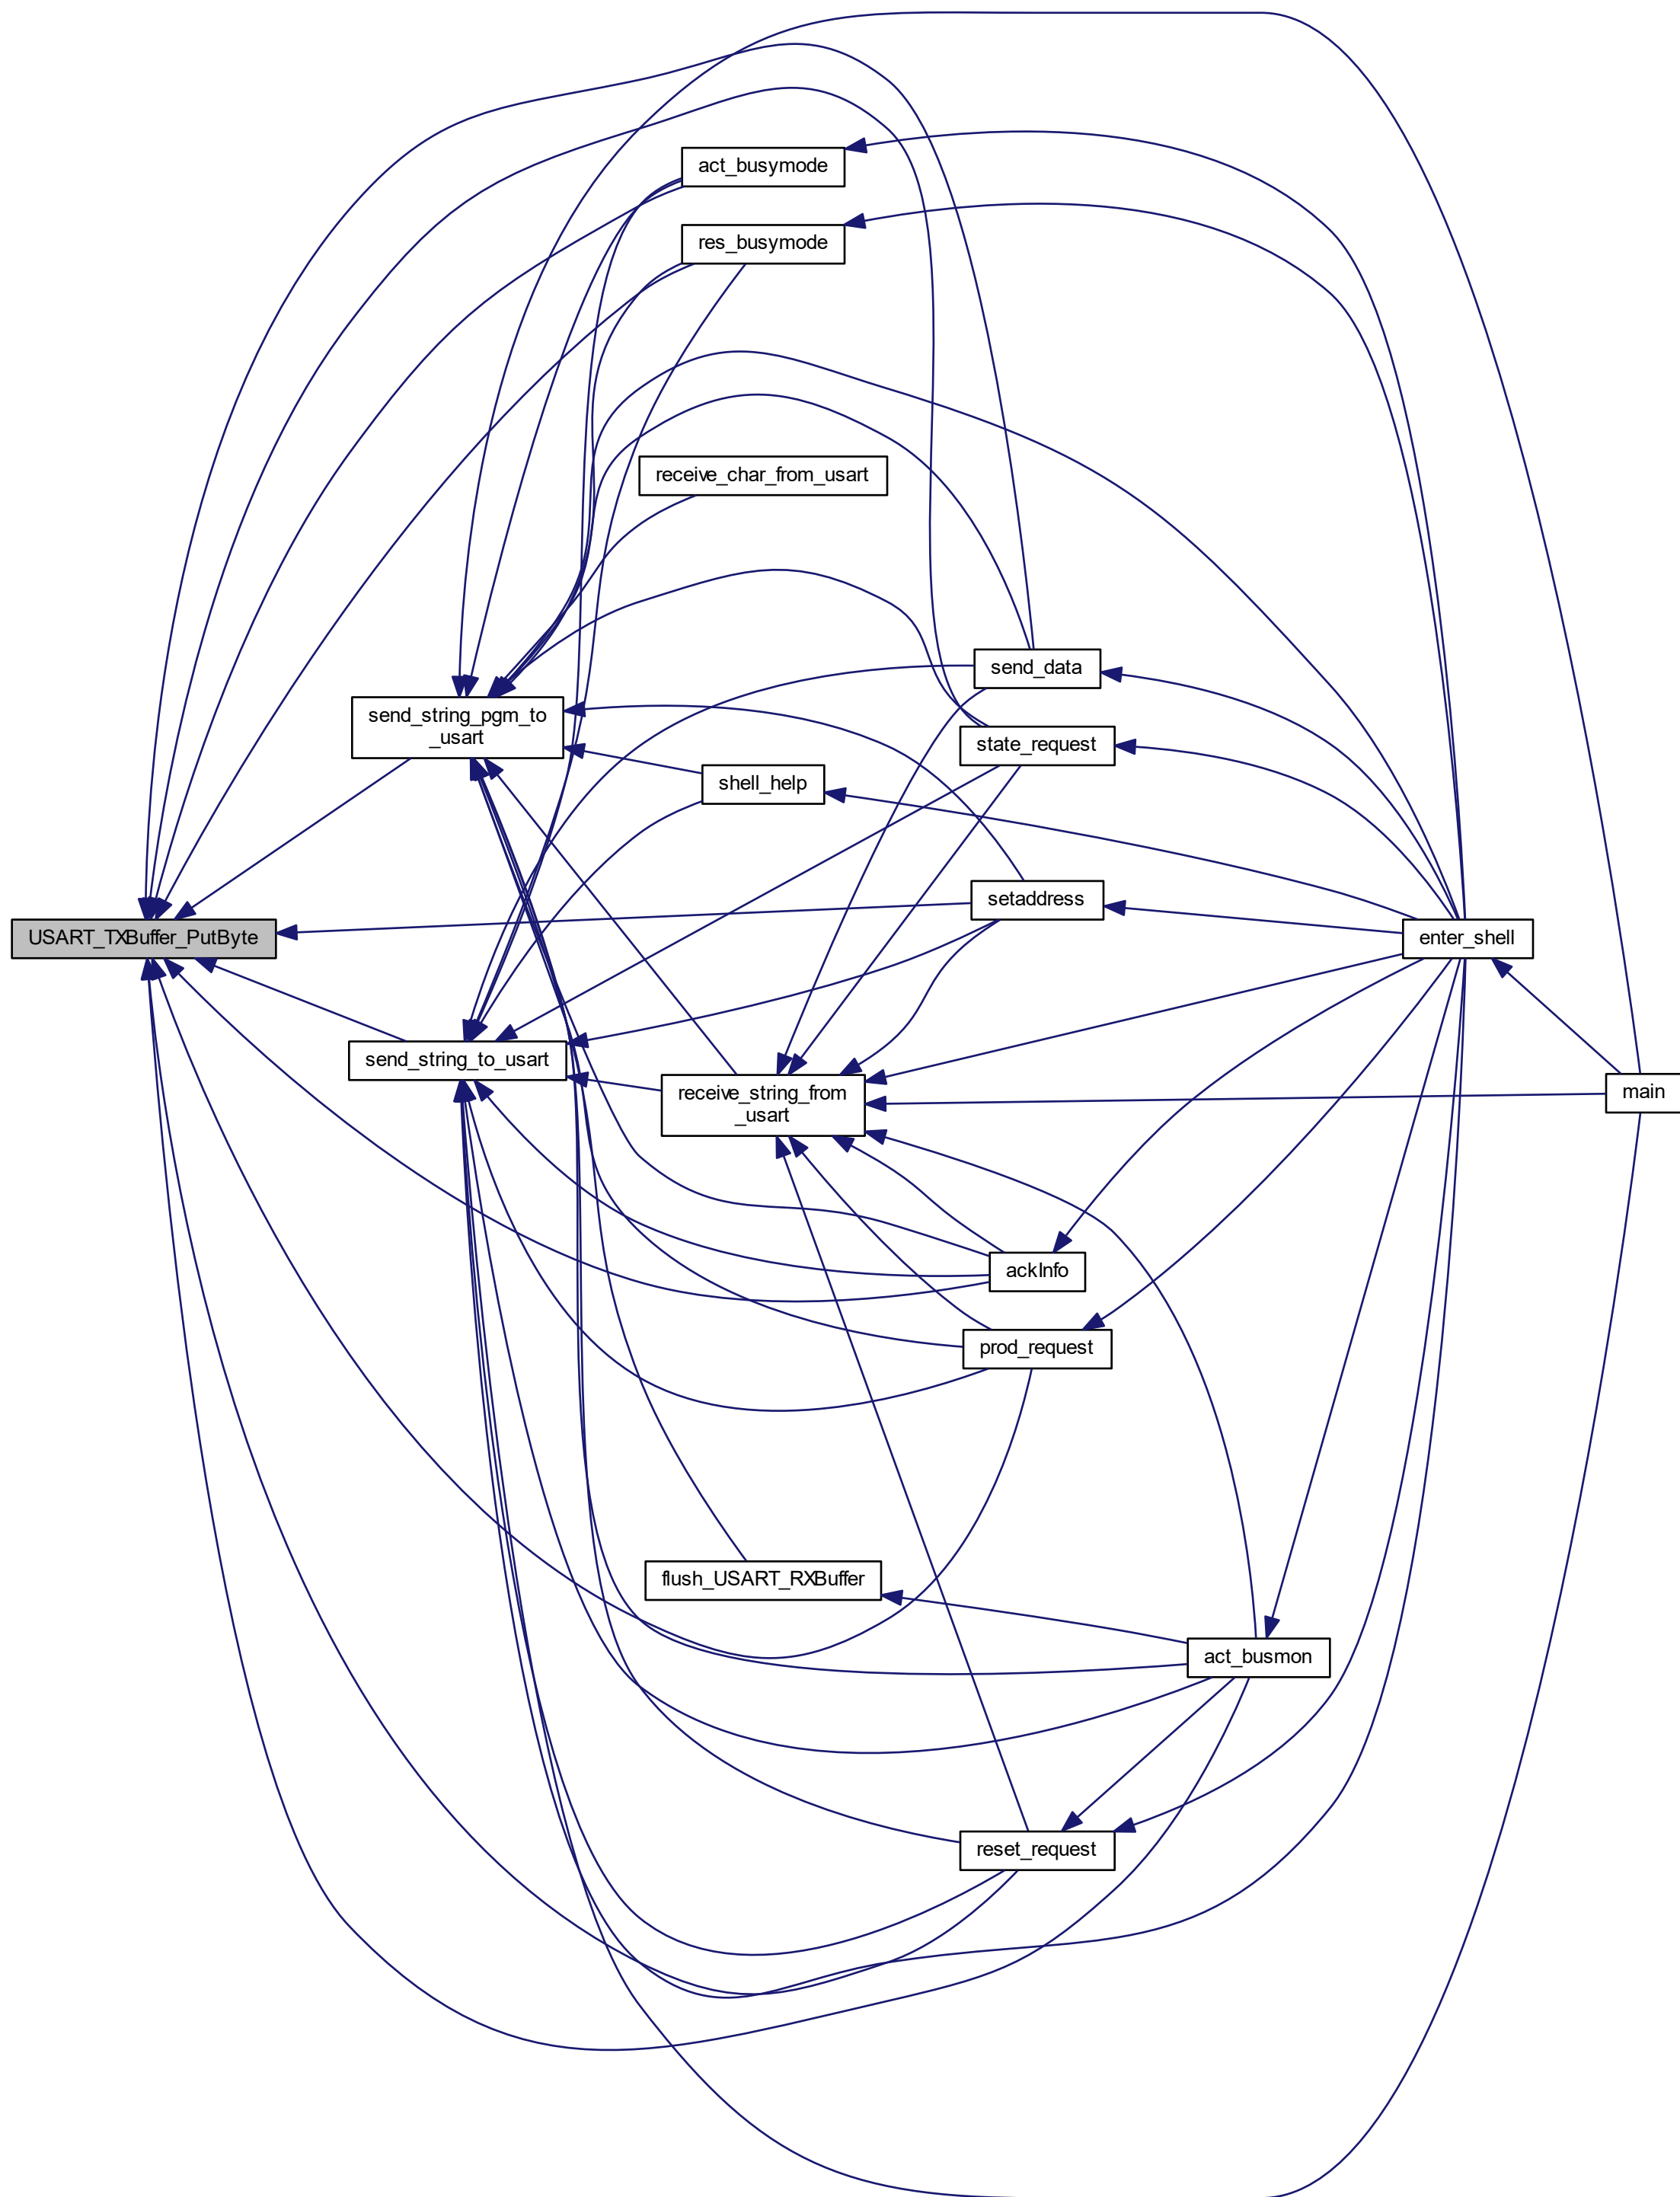 act_busymode
res_busymode
receive_char_from_usart
send_data
send_string_pgm_to
_usart
state_request
shell_help
setaddress
USART_TXBuffer_PutByte
enter_shell
send_string_to_usart
receive_string_from
_usart
main
ackInfo
prod_request
flush_USART_RXBuffer
act_busmon
reset_request